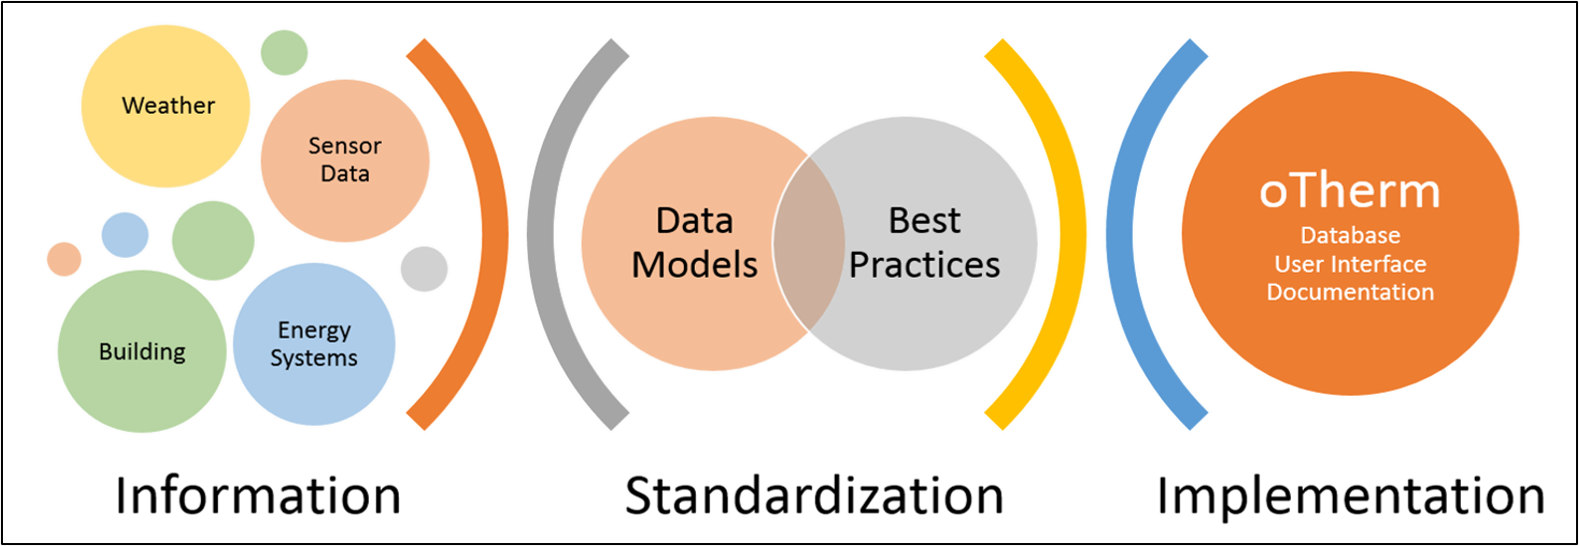 Weather
Sensor
Data
Building
Energy
Systems
Information
Data
Models
Best
Practices
Standardization
oTherm
Database
User Interface
Documentation
Implementation